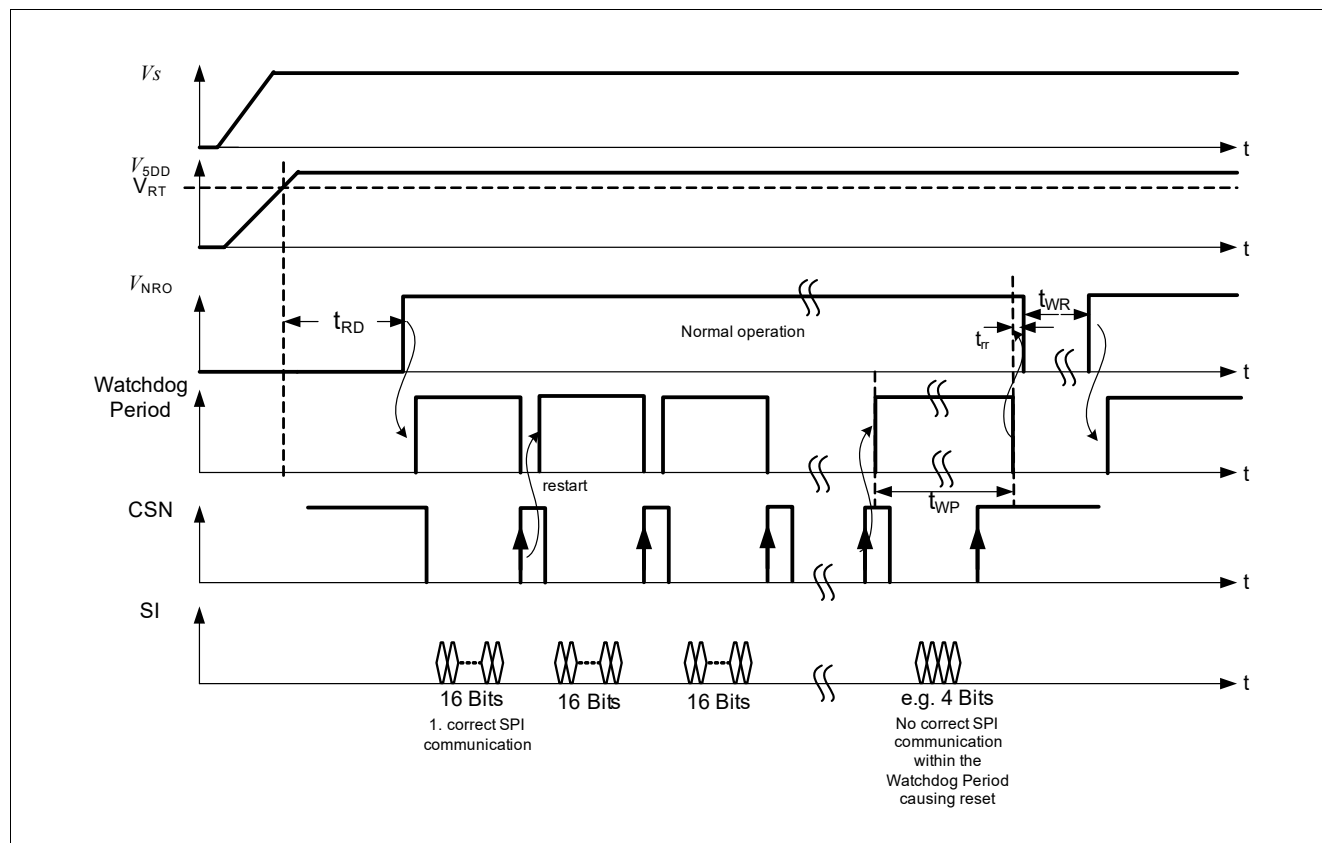 Vs
t
V5DD
VRT
t
VNRO
tRD
Normal operation
trr
tWR
t
Watchdog
Period
restart
tWP
t
CSN
t
SI
t
16 Bits
16 Bits
16 Bits
e.g. 4 Bits
1. correct SPI
communication
No correct SPI
communication
within the
Watchdog Period
causing reset